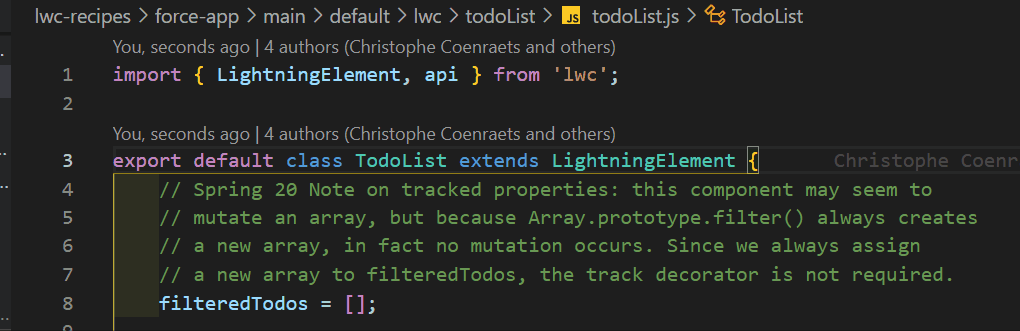 lwc-recipes > force-app > main > default > lwc > todoList > JS todoList.js > TodoList
You, seconds ago | 4 authors (Christophe Coenraets and others)
1 import { LightningElement, api } from 'lwc';
2
You, seconds ago | 4 authors (Christophe Coenraets and others)
3 export default class TodoList extends LightningElement { Christophe
4 // Spring 20 Note on tracked properties: this component may seem to
5 // mutate an array, but because Array.prototype.filter() always creates
6 // a new array, in fact no mutation occurs. Since we always assign
7 // a new array to filteredTodos, the track decorator is not required.
8 filteredTodos = [];